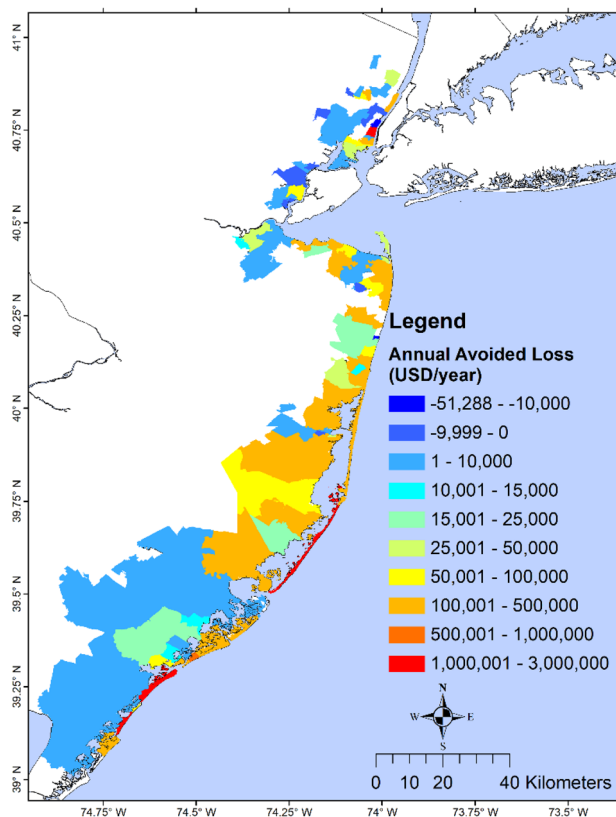 41° N
40.75° N
40.5° N
40.25° N
40° N
39.75° N
39.5° N
39.25° N
39° N
Legend
Annual Avoided Loss
(USD/year)
-51,288 - -10,000
-9,999 - 0
1 - 10,000
10,001 - 15,000
15,001 - 25,000
25,001 - 50,000
50,001 - 100,000
100,001 - 500,000
500,001 - 1,000,000
1,000,001 - 3,000,000
N
W E
S
0 10 20 40 Kilometers
74.75° W 74.5° W 74.25° W 74° W 73.75° W 73.5° W